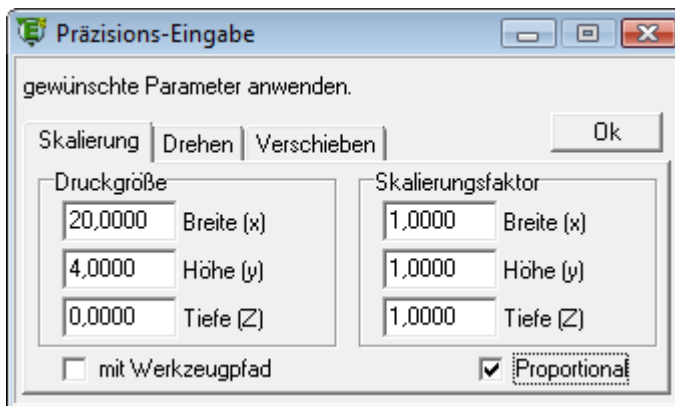 Präzisions-Eingabe
gewünschte Parameter anwenden.
Ok
Skalierung Drehen Verschieben
Druckgröße Skalierungsfaktor
20,0000 Breite (x) 1,0000 Breite (x)
4,0000 Höhe (y) 1,0000 Höhe (y)
0,0000 Tiefe (Z) 1,0000 Tiefe (Z)
mit Werkzeugpfad Proportional